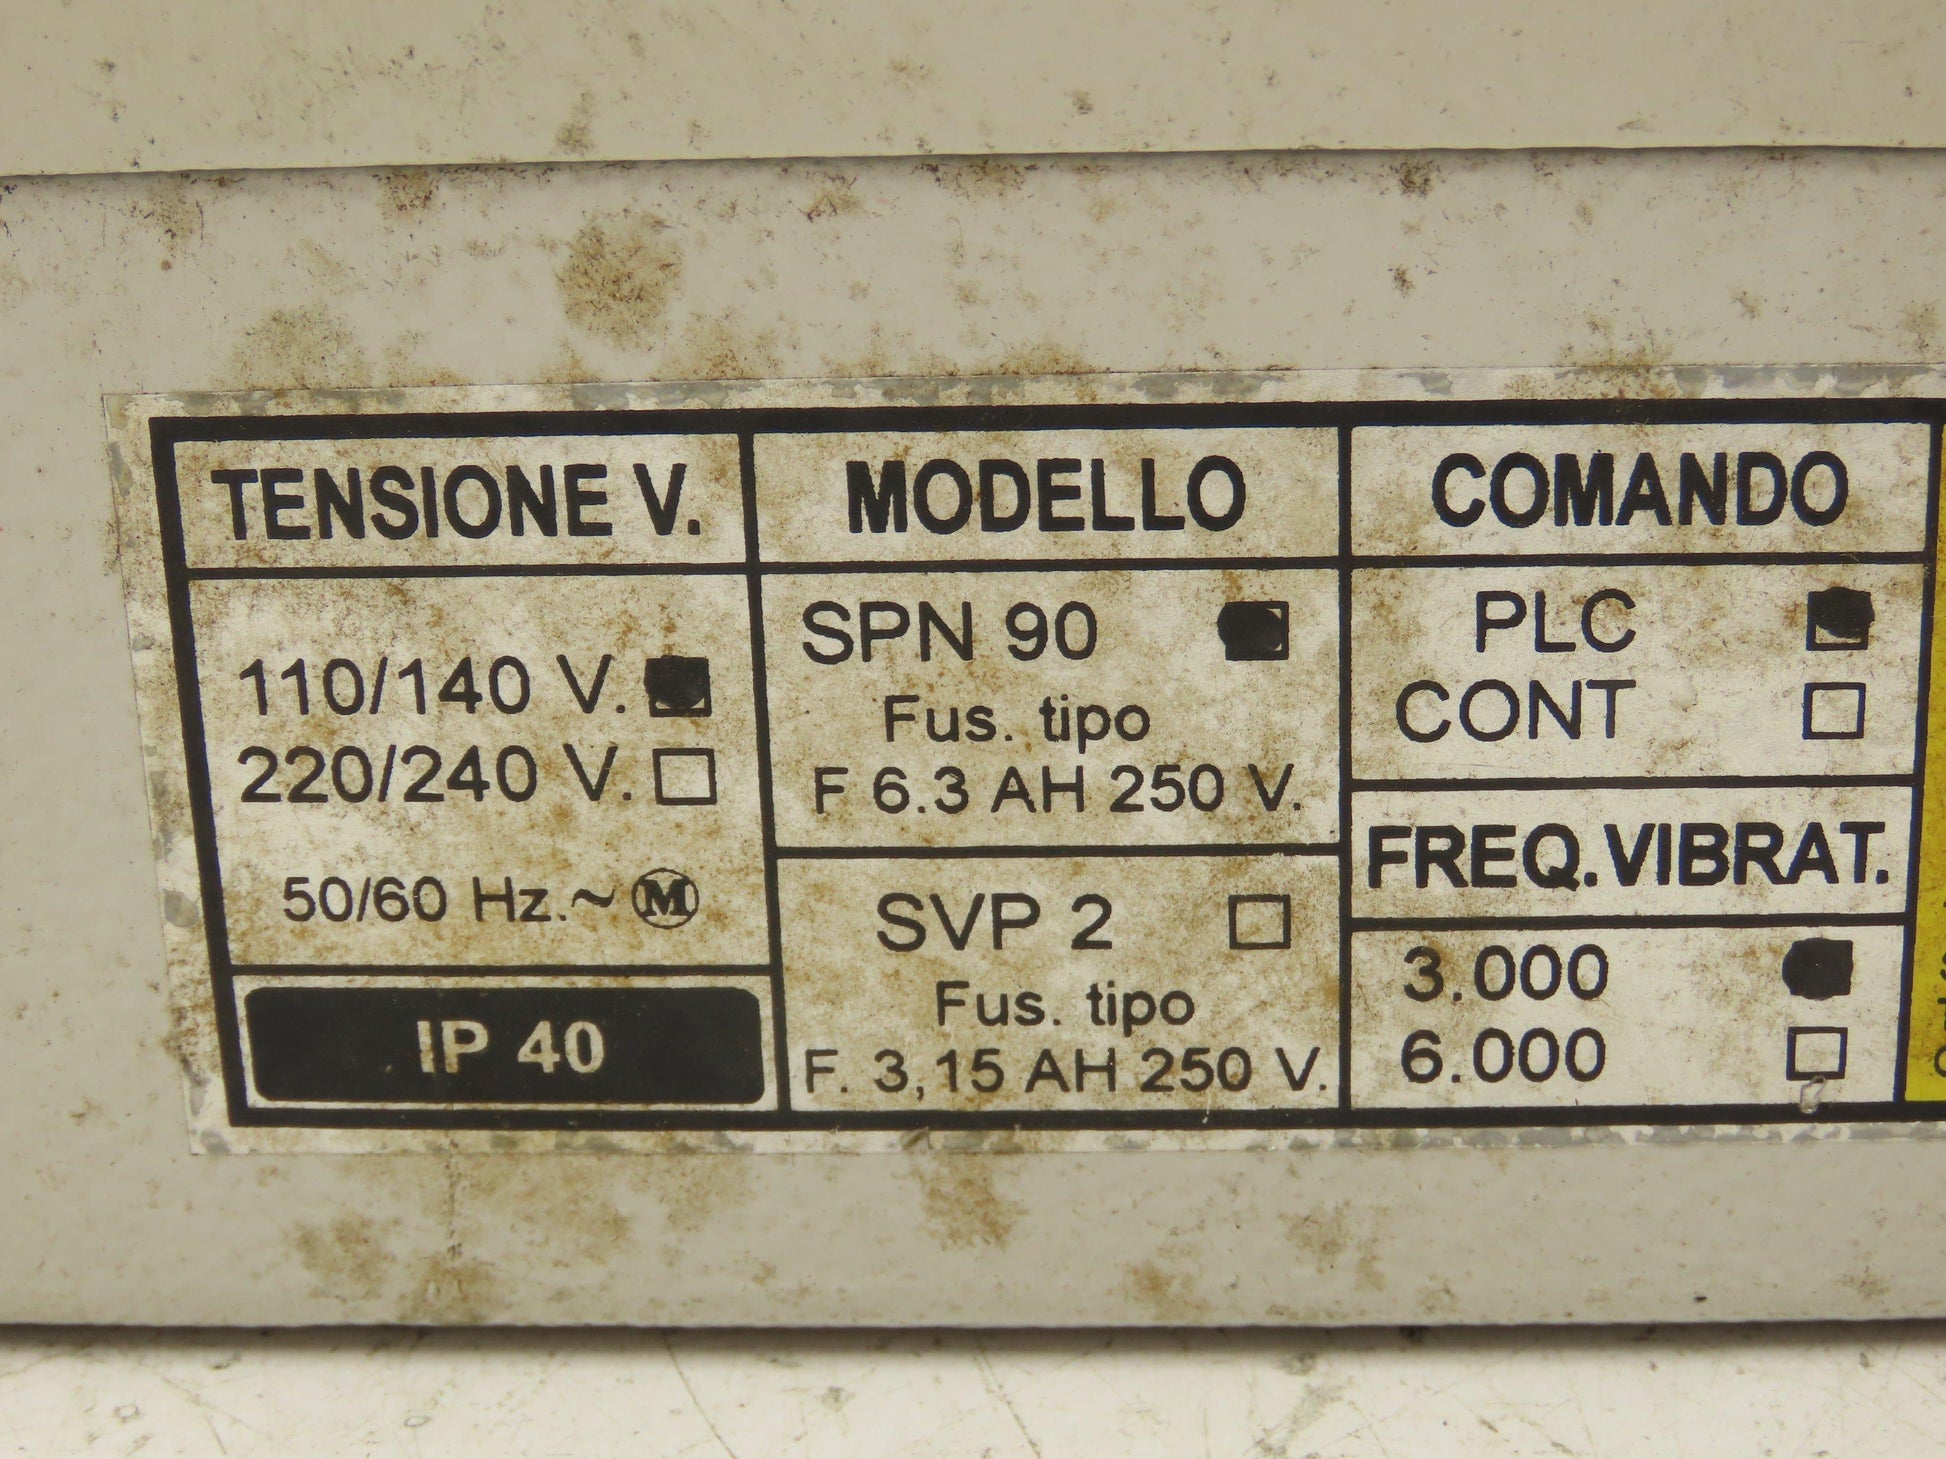 TENSIONE V.
110/140 V.
220/240 V.
50/60 Hz.~ M
IP 40
MODELLO
SPN 90
Fus. tipo
F 6.3 AH 250 V.
SVP 2
Fus. tipo
F. 3,15 AH 250 V.
COMANDO
PLC
CONT
FREQ.VIBRAT.
3.000
6.000